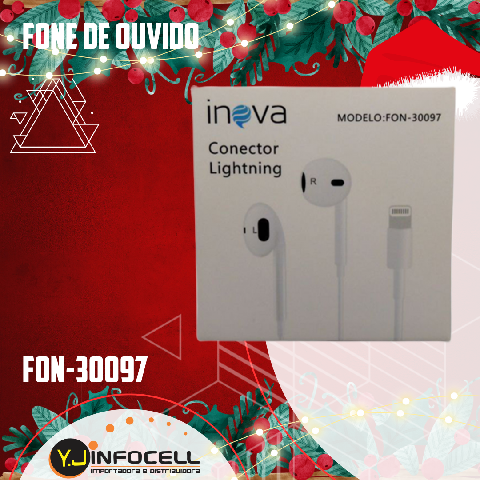 FONE DE OUVIDO
inova
MODELO:FON-30097
Conector
Lightning
R
L
FON-30097
Y.J INFOCELL
IMPORTADORA E DISTRIBUIDORA